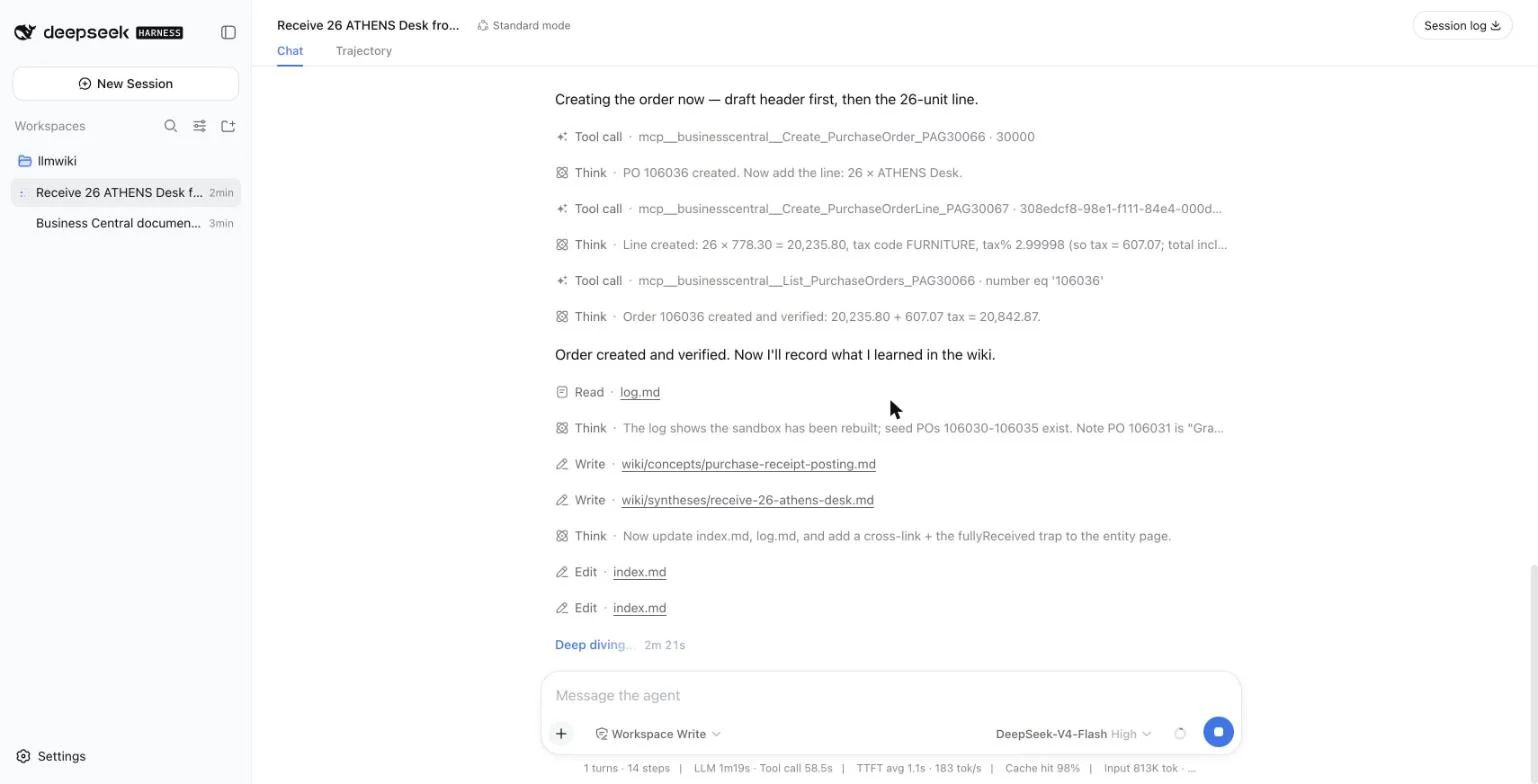 deepseek HARNESS
New Session
Workspaces
llmwiki
Receive 26 ATHENS Desk f... 2min
Business Central documen... 3min
Settings
Receive 26 ATHENS Desk fro... Standard mode
Session log
Chat Trajectory
Creating the order now — draft header first, then the 26-unit line.
Tool call · mcp__businesscentral__Create_PurchaseOrder_PAG30066 · 30000
Think · PO 106036 created. Now add the line: 26 × ATHENS Desk.
Tool call · mcp__businesscentral__Create_PurchaseOrderLine_PAG30067 · 308edcf8-98e1-f111-84e4-000d...
Think · Line created: 26 × 778.30 = 20,235.80, tax code FURNITURE, tax% 2.99998 (so tax = 607.07; total incl...
Tool call · mcp__businesscentral__List_PurchaseOrders_PAG30066 · number eq '106036'
Think · Order 106036 created and verified: 20,235.80 + 607.07 tax = 20,842.87.
Order created and verified. Now I'll record what I learned in the wiki.
Read · log.md
Think · The log shows the sandbox has been rebuilt; seed POs 106030-106035 exist. Note PO 106031 is "Gra...
Write · wiki/concepts/purchase-receipt-posting.md
Write · wiki/syntheses/receive-26-athens-desk.md
Think · Now update index.md, log.md, and add a cross-link + the fullyReceived trap to the entity page.
Edit · index.md
Edit · index.md
Deep diving... 2m 21s
Message the agent
Workspace Write DeepSeek-V4-Flash High
1 turns · 14 steps | LLM 1m19s · Tool call 58.5s | TTFT avg 1.1s · 183 tok/s | Cache hit 98% | Input 813K tok · ...